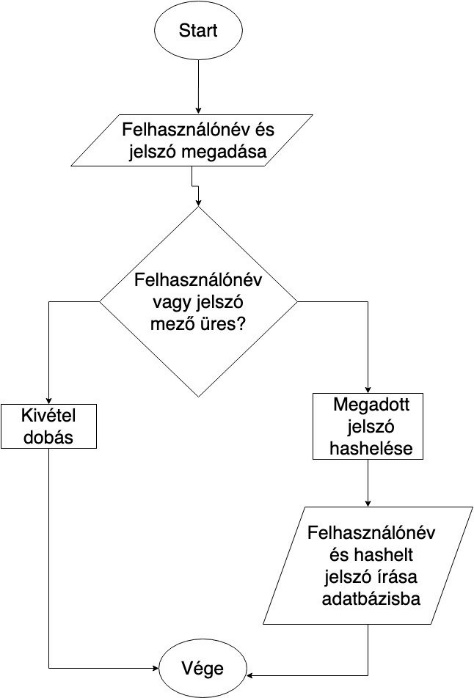 Start
Felhasználónév és
jelszó megadása
Felhasználónév
vagy jelszó
mező üres?
Kivétel
dobás
Megadott
jelszó
hashelése
Felhasználónév
és hashelt
jelszó írása
adatbázisba
Vége